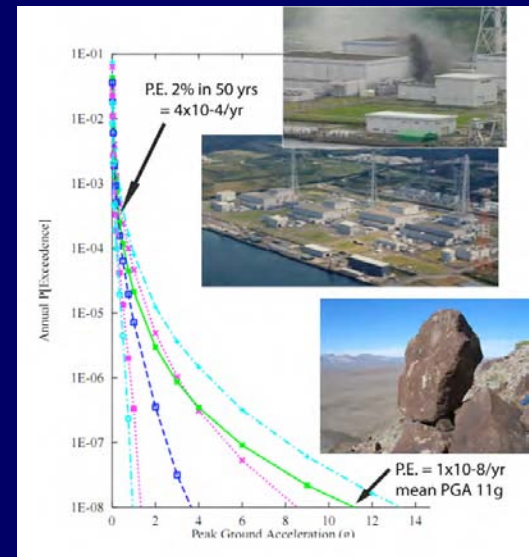 1E-01
P.E. 2% in 50 yrs
= 4x10-4/yr
1E-02
1E-03
Annual P[Exceedence]
1E-04
1E-05
1E-06
1E-07
P.E. = 1x10-8/yr
mean PGA 11g
1E-08
0 2 4 6 8 10 12 14
Peak Ground Acceleration (g)